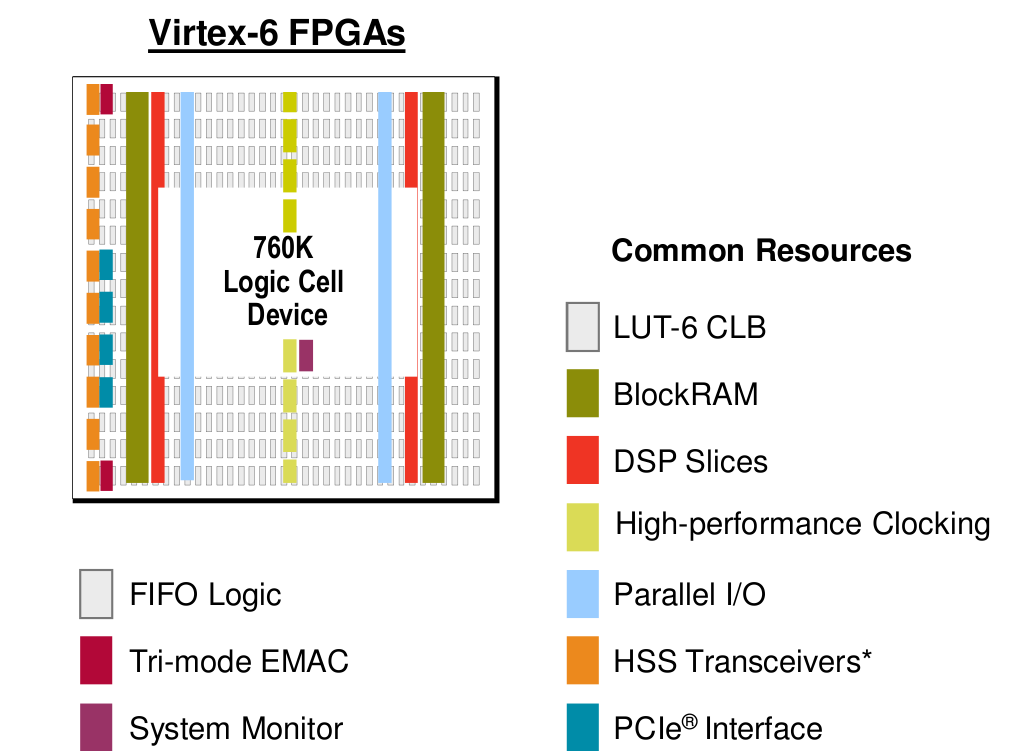 Virtex-6 FPGAs
760K
Logic Cell
Device
Common Resources
LUT-6 CLB
BlockRAM
DSP Slices
High-performance Clocking
FIFO Logic
Parallel I/O
Tri-mode EMAC
HSS Transceivers*
System Monitor
PCIe® Interface